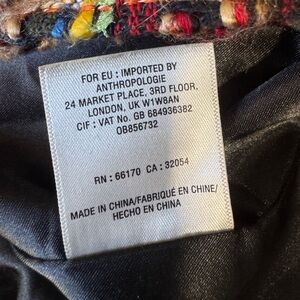 FOR EU : IMPORTED BY
ANTHROPOLOGIE
24 MARKET PLACE, 3RD FLOOR,
LONDON, UK W1W8AN
CIF : VAT No. GB 684936382
OB856732
RN : 66170 CA : 32054
MADE IN CHINA/FABRIQUÉ EN CHINE/
HECHO EN CHINA